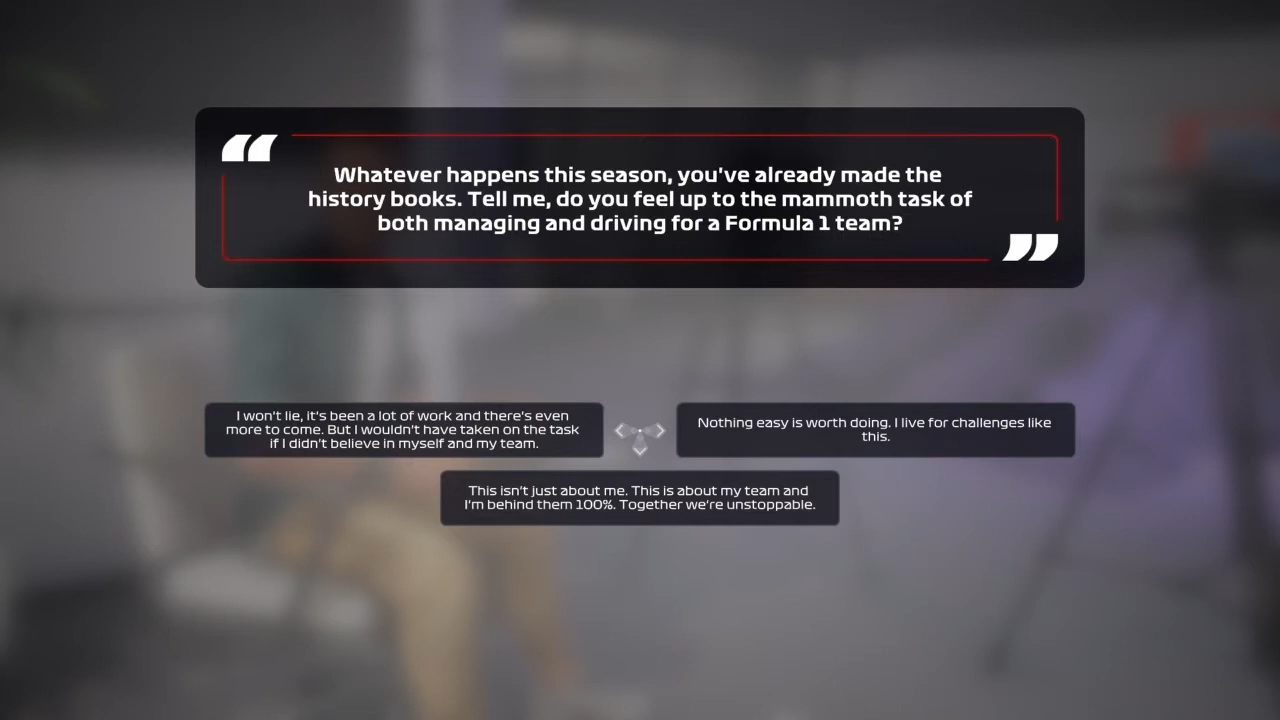 Whatever happens this season, you've already made the
history books. Tell me, do you feel up to the mammoth task of
both managing and driving for a Formula 1 team?
I won't lie, it's been a lot of work and there's even
more to come. But I wouldn't have taken on the task
if I didn't believe in myself and my team.
Nothing easy is worth doing. I live for challenges like
this.
This isn't just about me. This is about my team and
I'm behind them 100%. Together we're unstoppable.